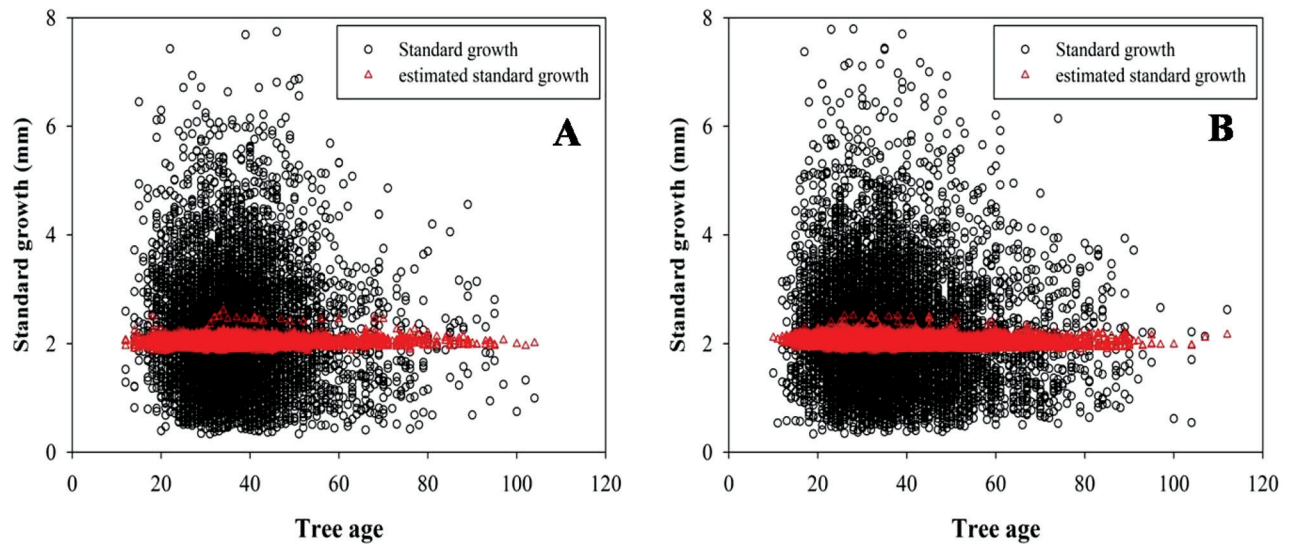 8
6
4
2
0
Standard growth (mm)
Standard growth
estimated standard growth
A
0 20 40 60 80 100 120
Tree age
8
6
4
2
0
Standard growth (mm)
Standard growth
estimated standard growth
B
0 20 40 60 80 100 120
Tree age